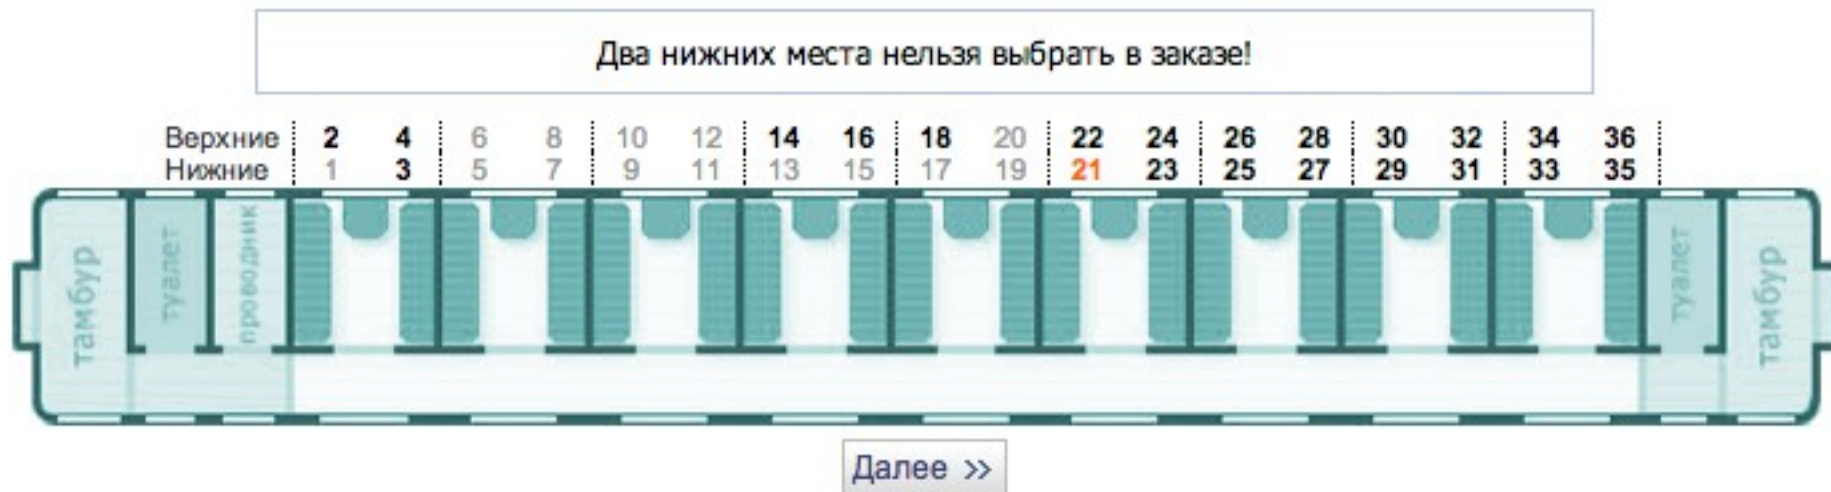 Два нижних места нельзя выбрать в заказе!
Верхние 2 4 6 8 10 12 14 16 18 20 22 24 26 28 30 32 34 36
Нижние 1 3 5 7 9 11 13 15 17 19 21 23 25 27 29 31 33 35
тамбур
туалет
проводник
туалет
тамбур
Далее >>